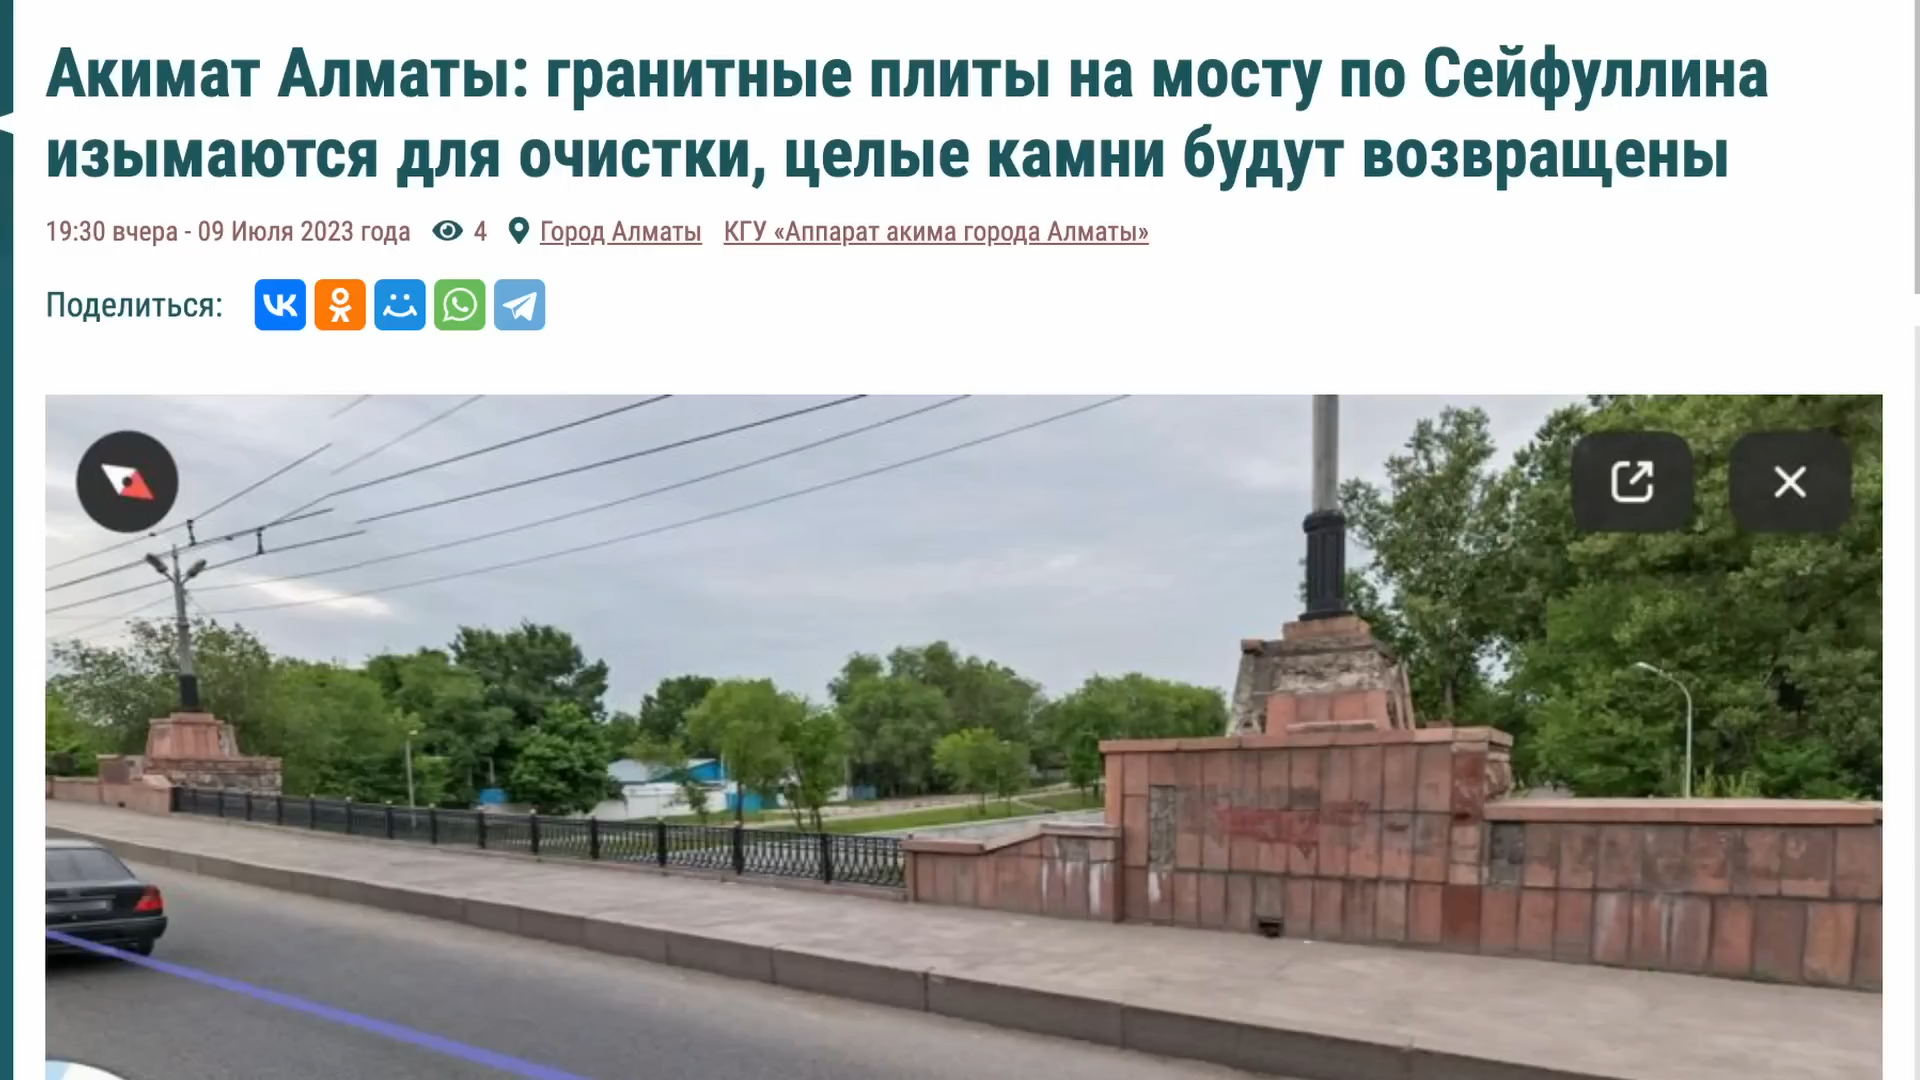 Акимат Алматы: гранитные плиты на мосту по Сейфуллина
изымаются для очистки, целые камни будут возвращены
19:30 вчера - 09 Июля 2023 года 4 Город Алматы КГУ «Аппарат акима города Алматы»
Поделиться: